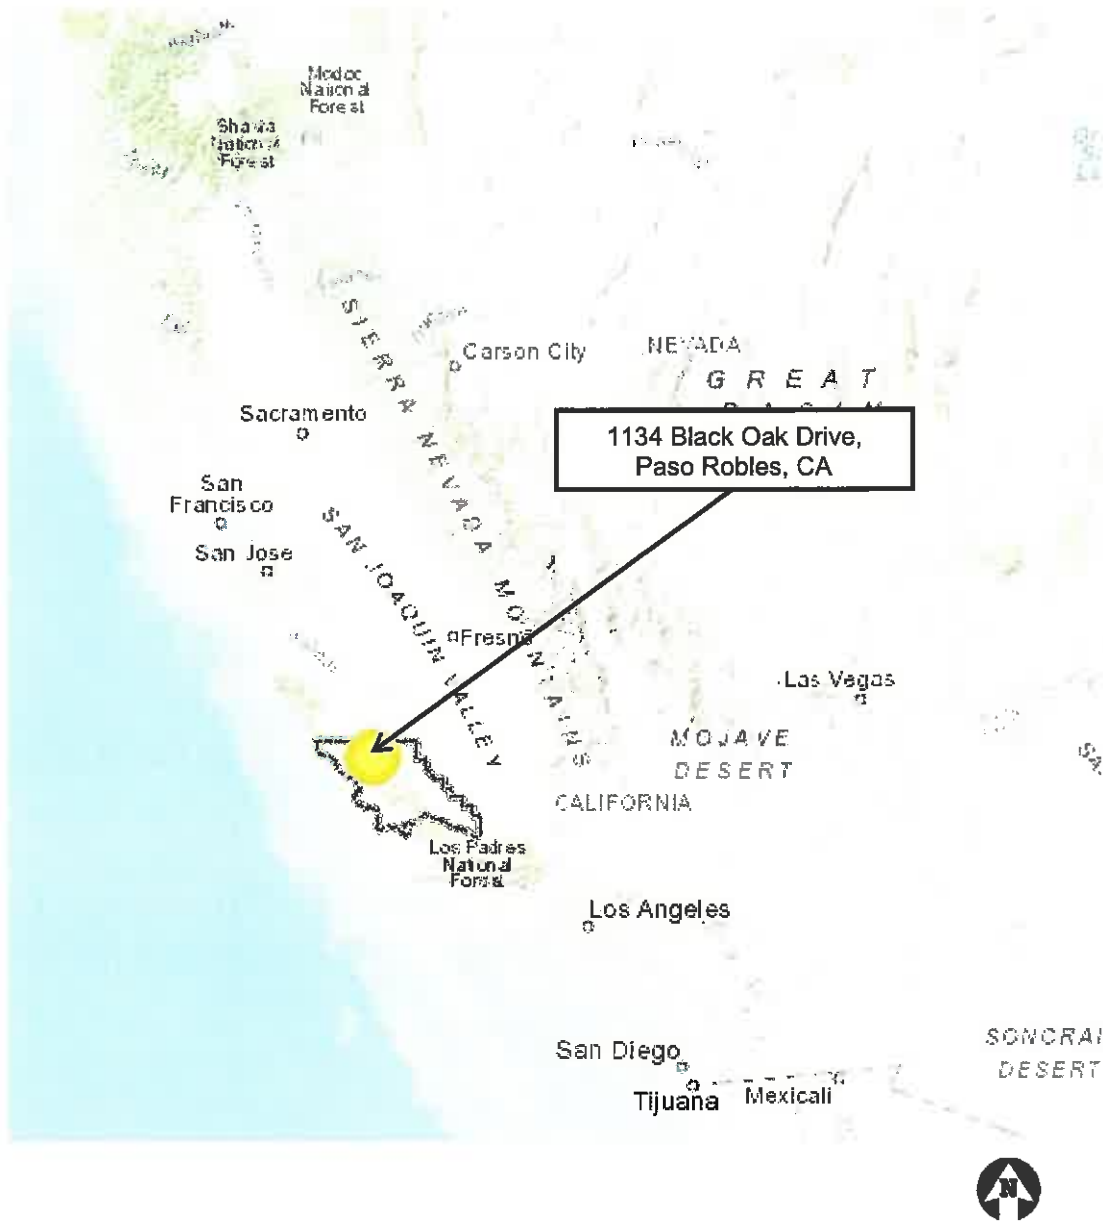 Modoc
National
Forest
Shasta
National
Forest
Carson City
NEVADA
GREAT
SIERRA NEVADA MOUNTAINS
Sacramento
1134 Black Oak Drive,
Paso Robles, CA
San
Francisco
San Jose
SAN JOAQUIN VALLEY
Fresno
Las Vegas
MOJAVE
DESERT
CALIFORNIA
Los Padres
National
Forest
Los Angeles
San Diego
Tijuana
Mexicali
SONORAN
DESERT
N